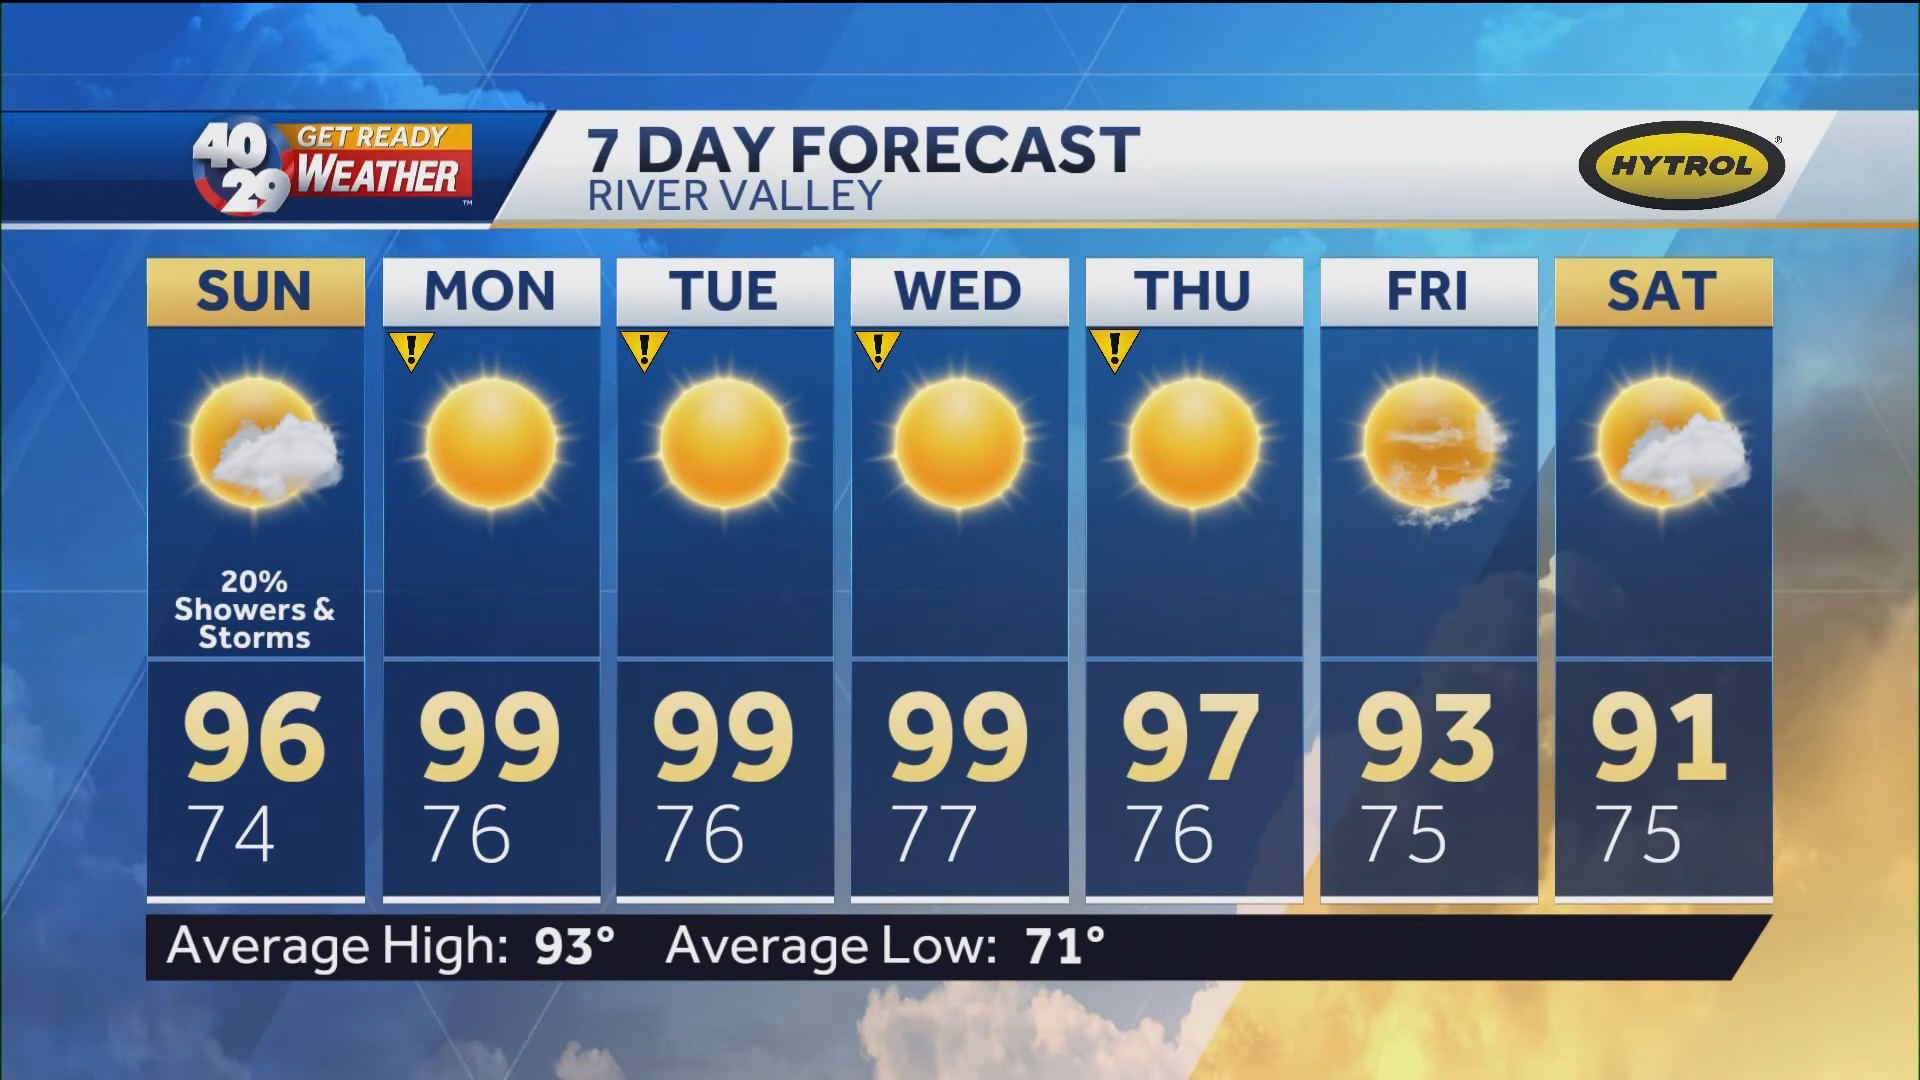 40
29
GET READY
WEATHER™
7 DAY FORECAST
RIVER VALLEY
HYTROL®
SUN
MON
TUE
WED
THU
FRI
SAT
!
!
!
!
20%
Showers &
Storms
96
99
99
99
97
93
91
74
76
76
77
76
75
75
Average High: 93° Average Low: 71°